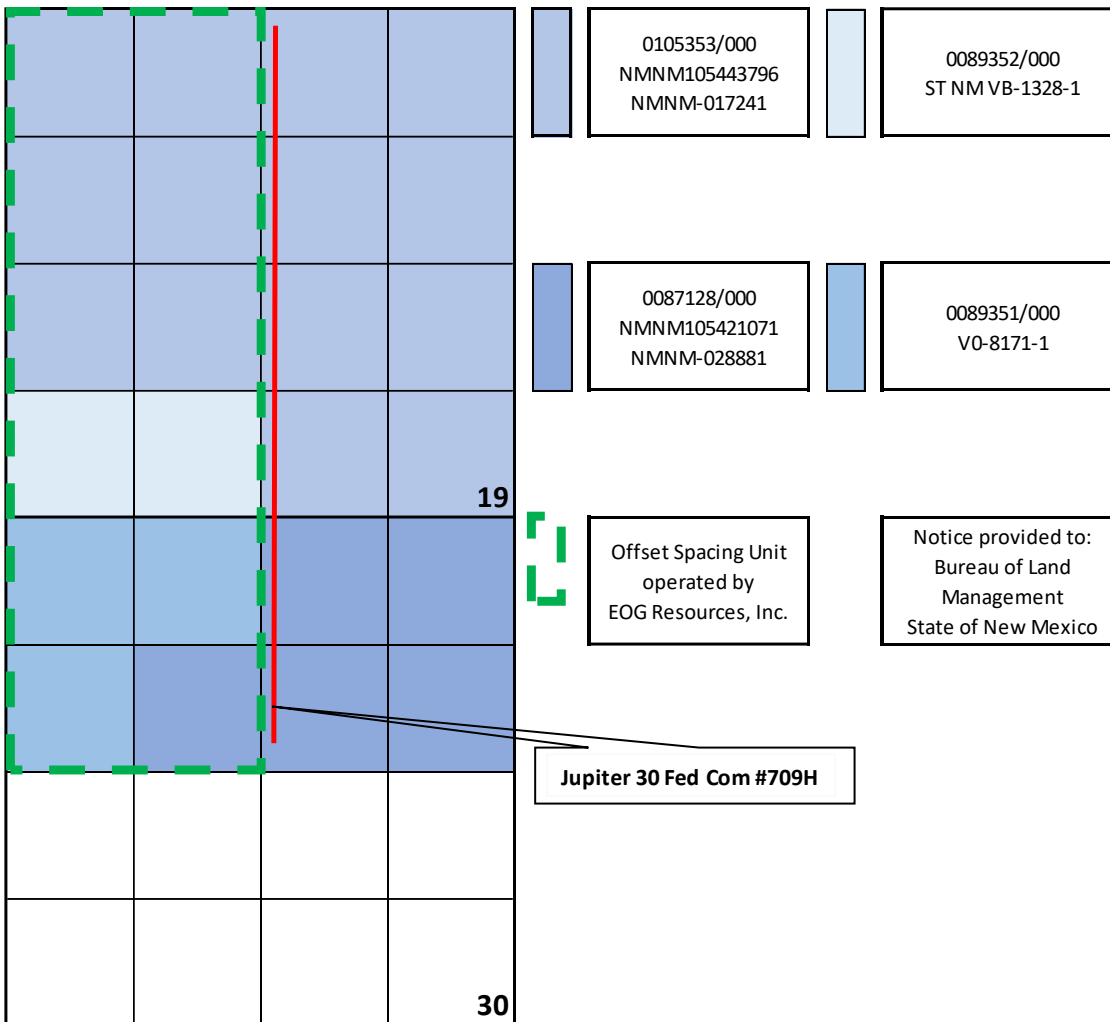 0105353/000
NMNM105443796
NMNM-017241
0089352/000
ST NM VB-1328-1
0087128/000
NMNM105421071
NMNM-028881
0089351/000
V0-8171-1
19
Offset Spacing Unit
operated by
EOG Resources, Inc.
Notice provided to:
Bureau of Land
Management
State of New Mexico
Jupiter 30 Fed Com #709H
30